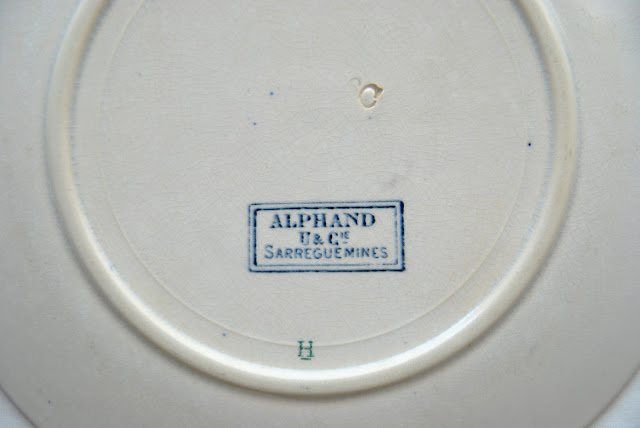 ALPHAND
U & Cᴵᴱ
SARREGUEMINES
H